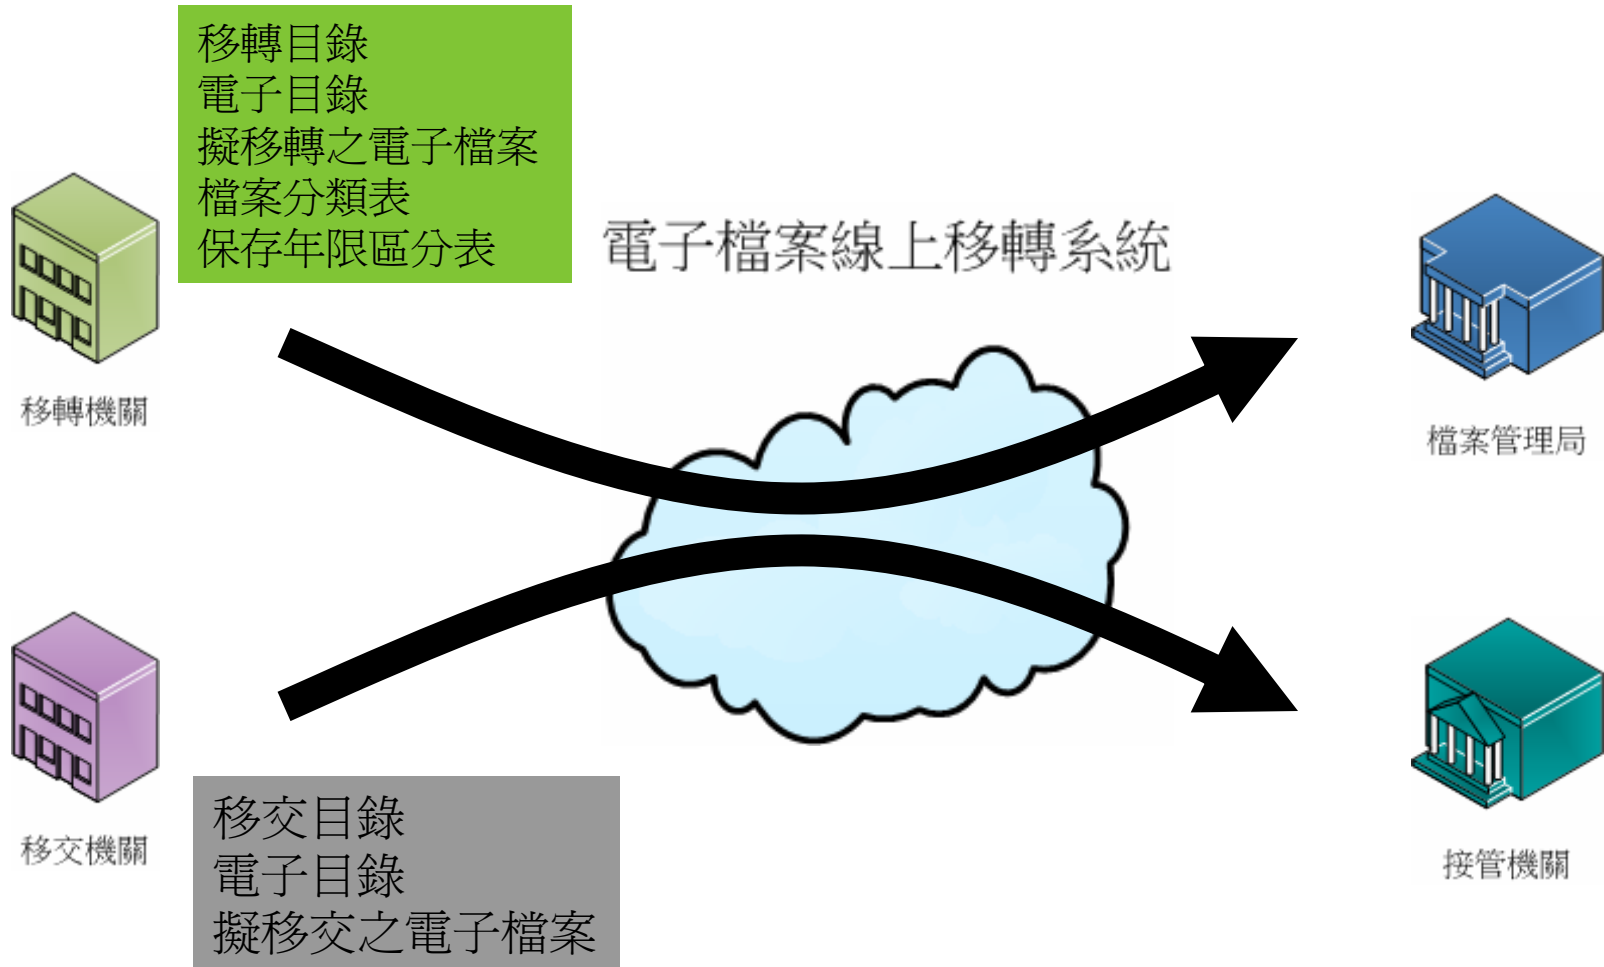 移轉目錄
電子目錄
擬移轉之電子檔案
檔案分類表
保存年限區分表
電子檔案線上移轉系統
移轉機關
檔案管理局
移交機關
接管機關
移交目錄
電子目錄
擬移交之電子檔案